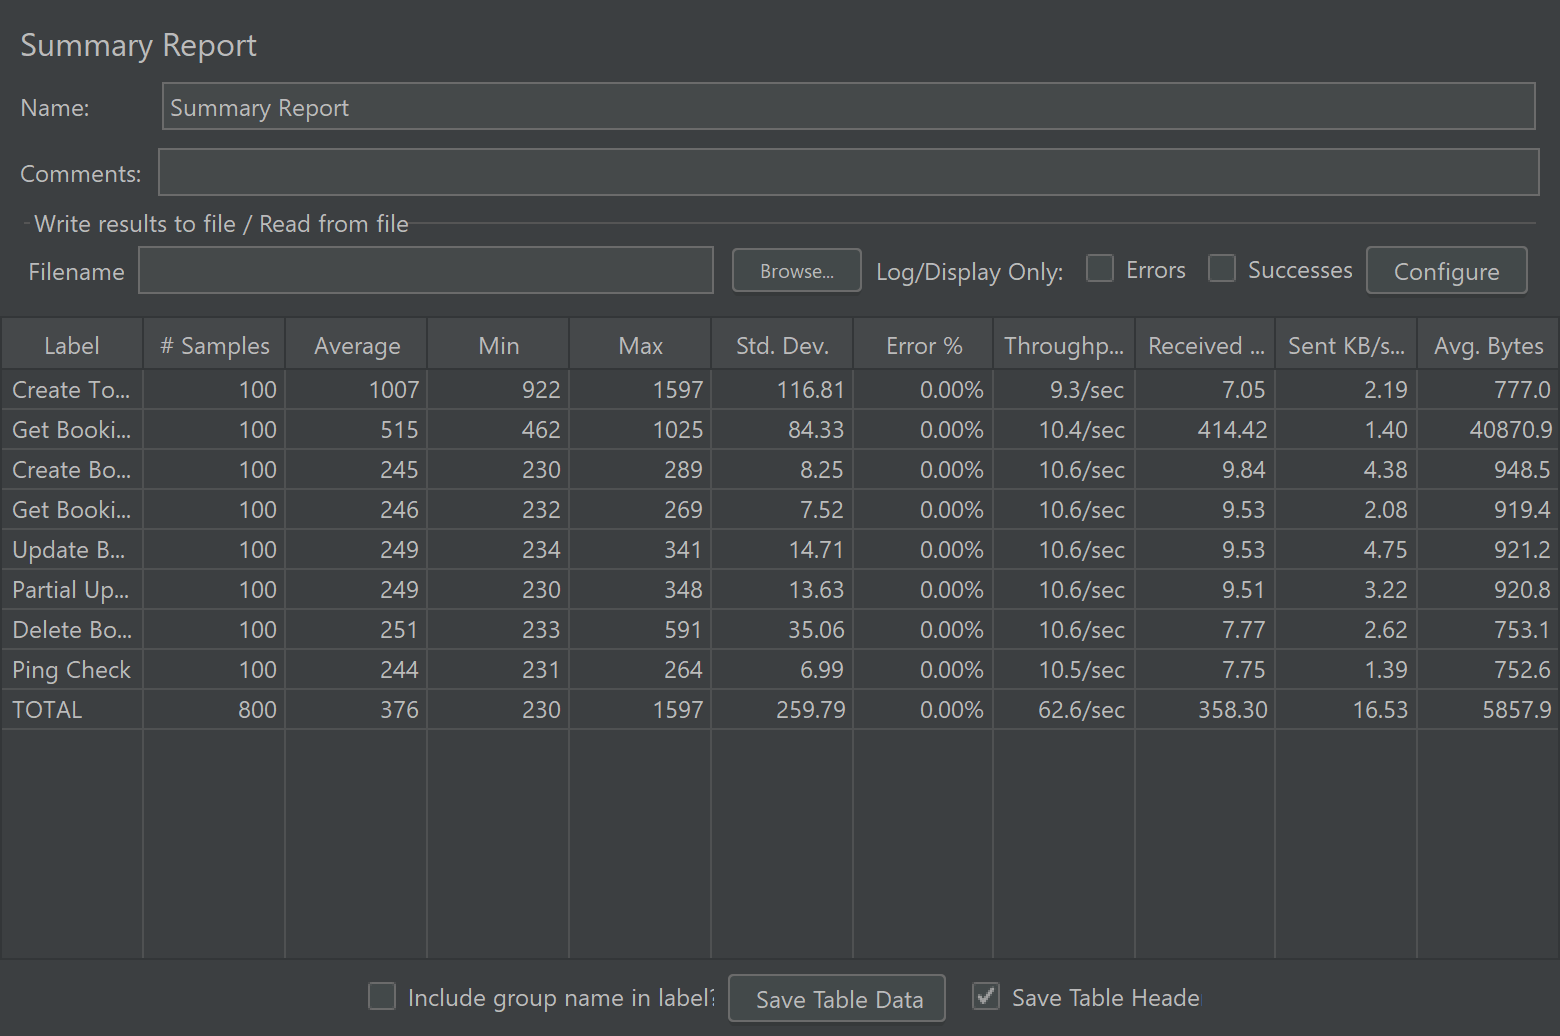 Summary Report
Name: Summary Report
Comments:
Write results to file / Read from file
Filename Browse... Log/Display Only: Errors Successes Configure
Label # Samples Average Min Max Std. Dev. Error % Throughp... Received ... Sent KB/s... Avg. Bytes
Create To... 100 1007 922 1597 116.81 0.00% 9.3/sec 7.05 2.19 777.0
Get Booki... 100 515 462 1025 84.33 0.00% 10.4/sec 414.42 1.40 40870.9
Create Bo... 100 245 230 289 8.25 0.00% 10.6/sec 9.84 4.38 948.5
Get Booki... 100 246 232 269 7.52 0.00% 10.6/sec 9.53 2.08 919.4
Update B... 100 249 234 341 14.71 0.00% 10.6/sec 9.53 4.75 921.2
Partial Up... 100 249 230 348 13.63 0.00% 10.6/sec 9.51 3.22 920.8
Delete Bo... 100 251 233 591 35.06 0.00% 10.6/sec 7.77 2.62 753.1
Ping Check 100 244 231 264 6.99 0.00% 10.5/sec 7.75 1.39 752.6
TOTAL 800 376 230 1597 259.79 0.00% 62.6/sec 358.30 16.53 5857.9
Include group name in label? Save Table Data Save Table Heade